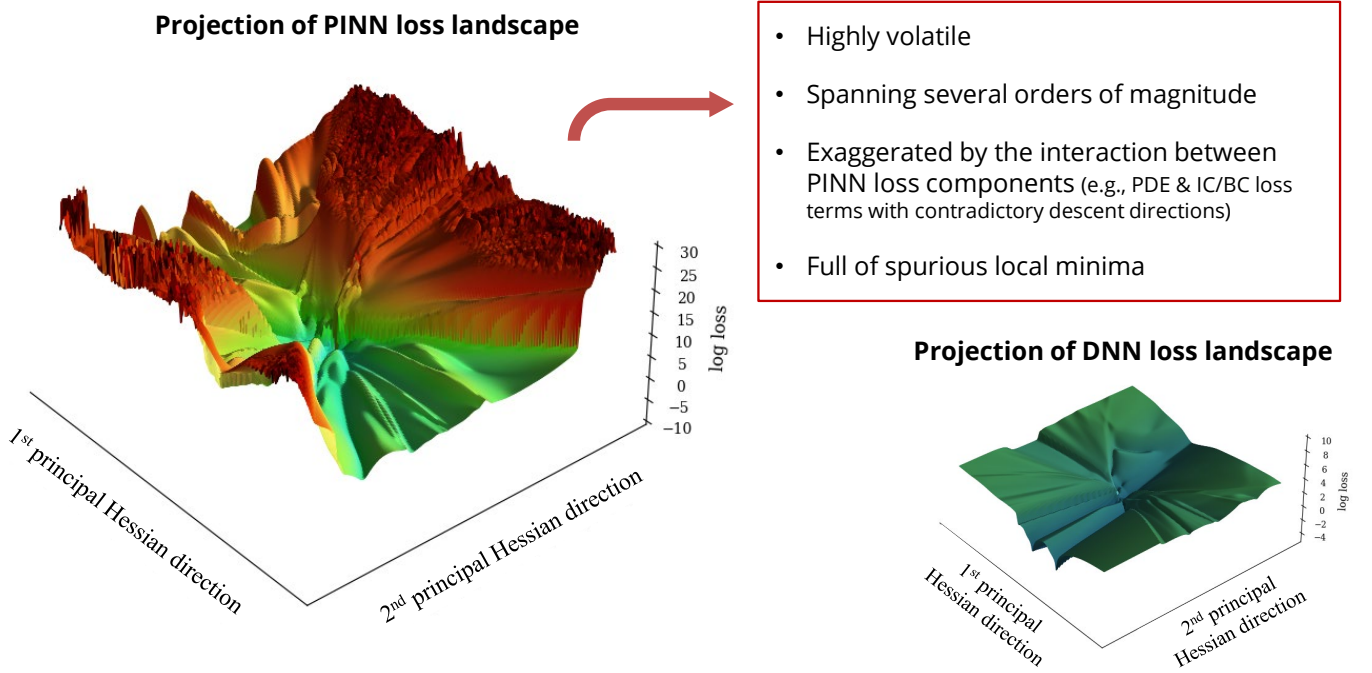 Projection of PINN loss landscape
• Highly volatile
• Spanning several orders of magnitude
• Exaggerated by the interaction between
PINN loss components (e.g., PDE & IC/BC loss
terms with contradictory descent directions)
• Full of spurious local minima
30
25
20
15
10
5
0
−5
−10
log loss
1st principal Hessian direction
2nd principal Hessian direction
Projection of DNN loss landscape
10
8
6
4
2
0
−2
−4
log loss
1st principal
Hessian direction
2nd principal
Hessian direction